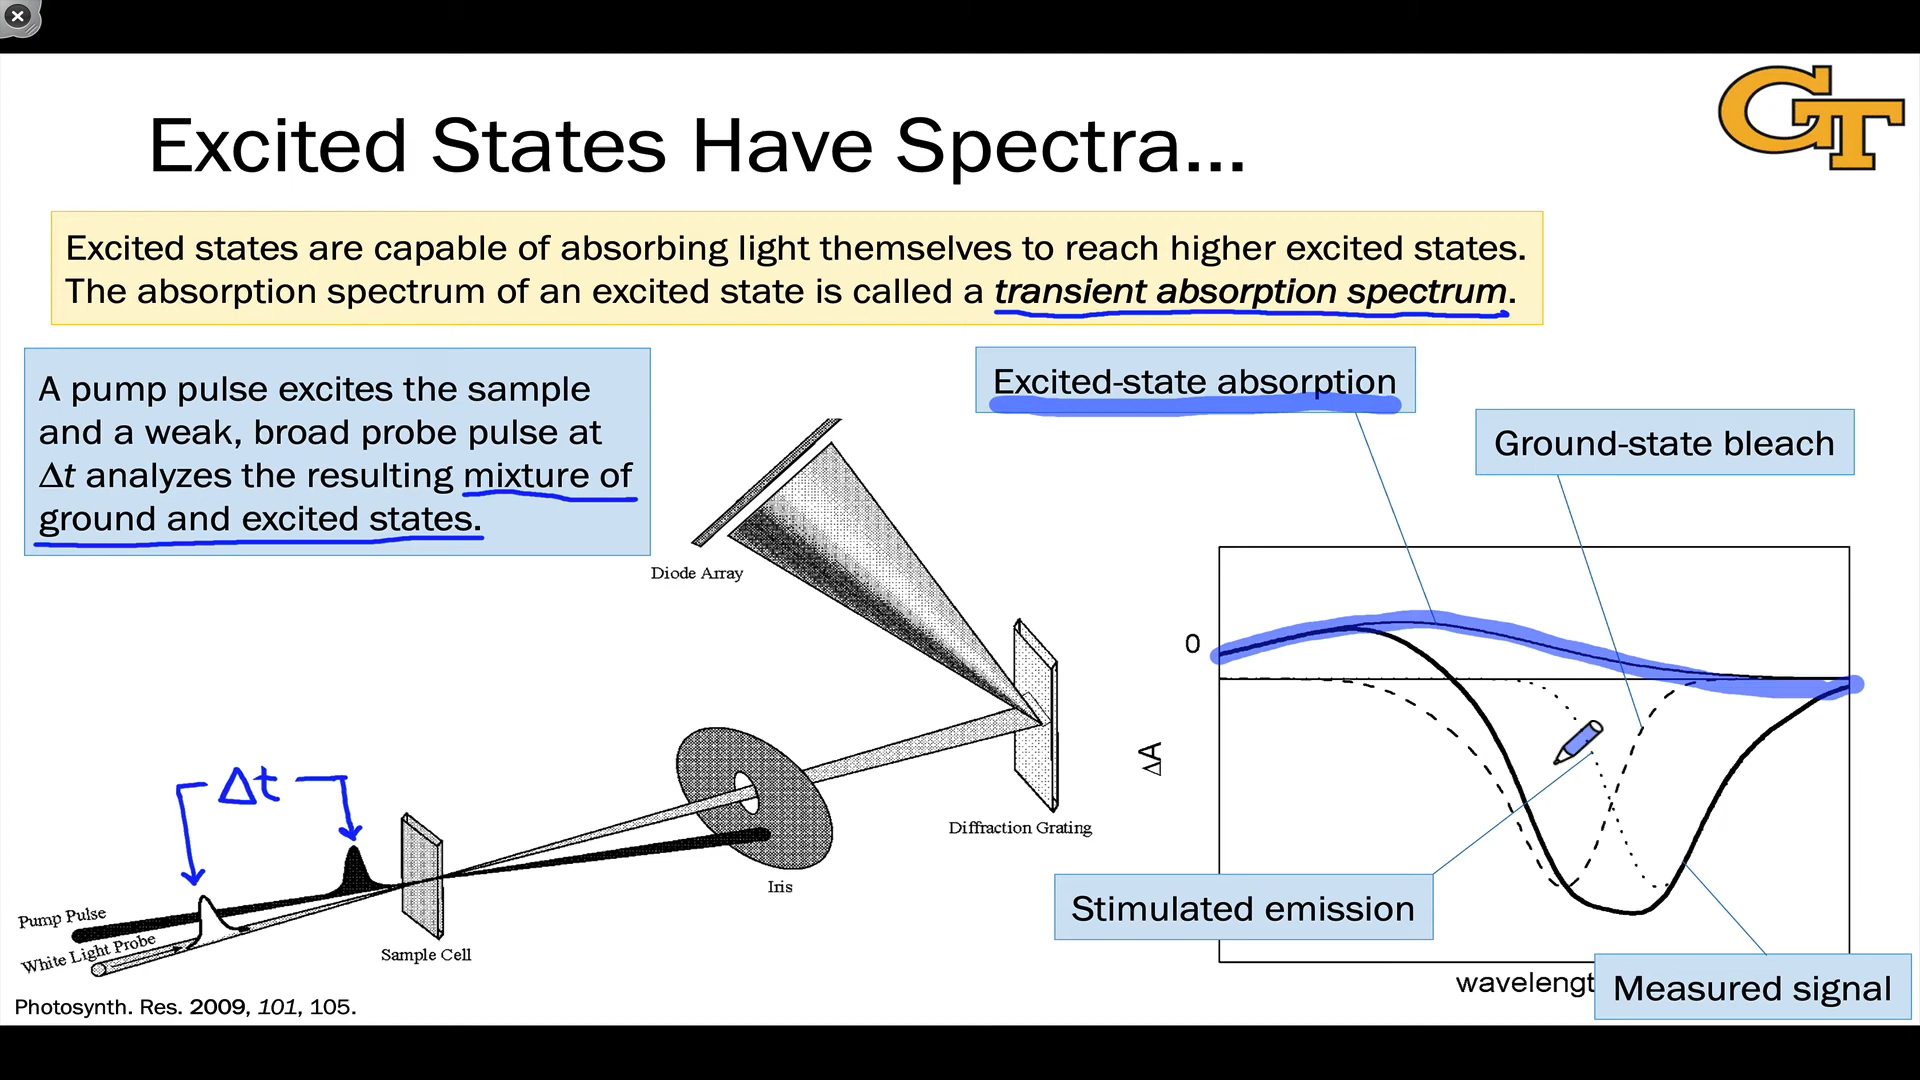 GT
Excited States Have Spectra...
Excited states are capable of absorbing light themselves to reach higher excited states.
The absorption spectrum of an excited state is called a transient absorption spectrum.
A pump pulse excites the sample
and a weak, broad probe pulse at
Δt analyzes the resulting mixture of
ground and excited states.
Excited-state absorption
Ground-state bleach
Diode Array
0
ΔA
Δt
Diffraction Grating
Iris
Stimulated emission
Pump Pulse
White Light Probe
Sample Cell
wavelengt
Measured signal
Photosynth. Res. 2009, 101, 105.